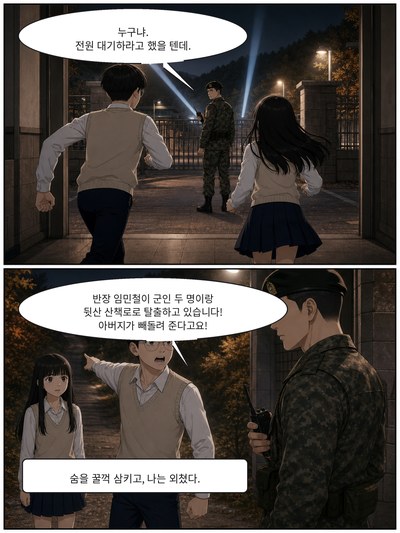 누구냐.
전원 대기하라고 했을 텐데.
반장 임민철이 군인 두 명이랑
뒷산 산책로로 탈출하고 있습니다!
아버지가 빼돌려 준다고요!
숨을 꿀꺽 삼키고, 나는 외쳤다.